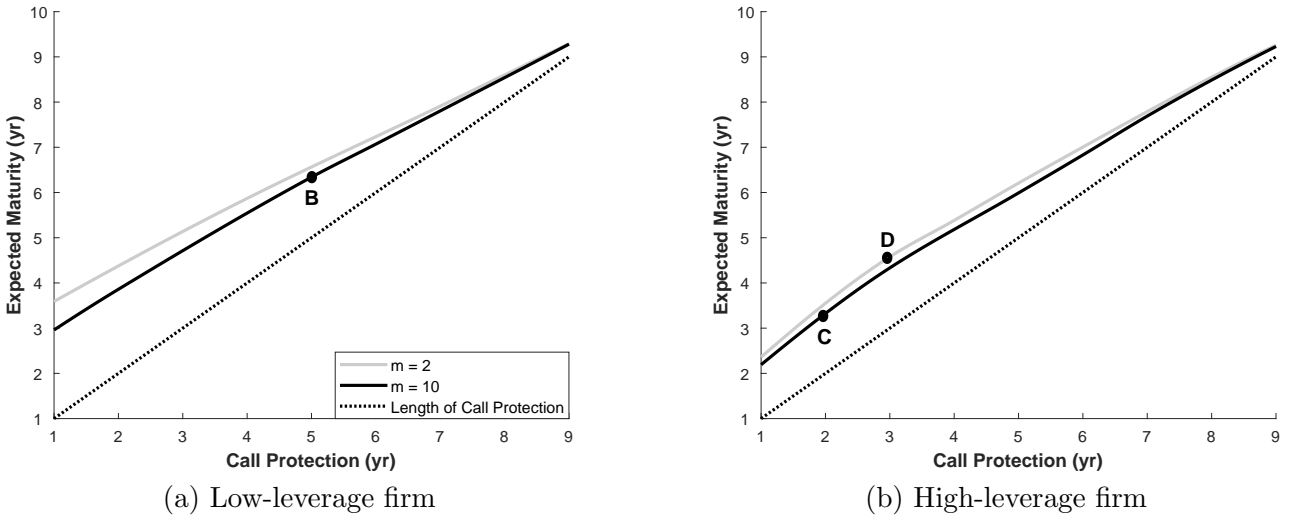 10
9
8
7
6
5
4
3
2
1
Expected Maturity (yr)
B
m = 2
m = 10
Length of Call Protection
1 2 3 4 5 6 7 8 9
Call Protection (yr)
(a) Low-leverage firm
10
9
8
7
6
5
4
3
2
1
Expected Maturity (yr)
D
C
1 2 3 4 5 6 7 8 9
Call Protection (yr)
(b) High-leverage firm